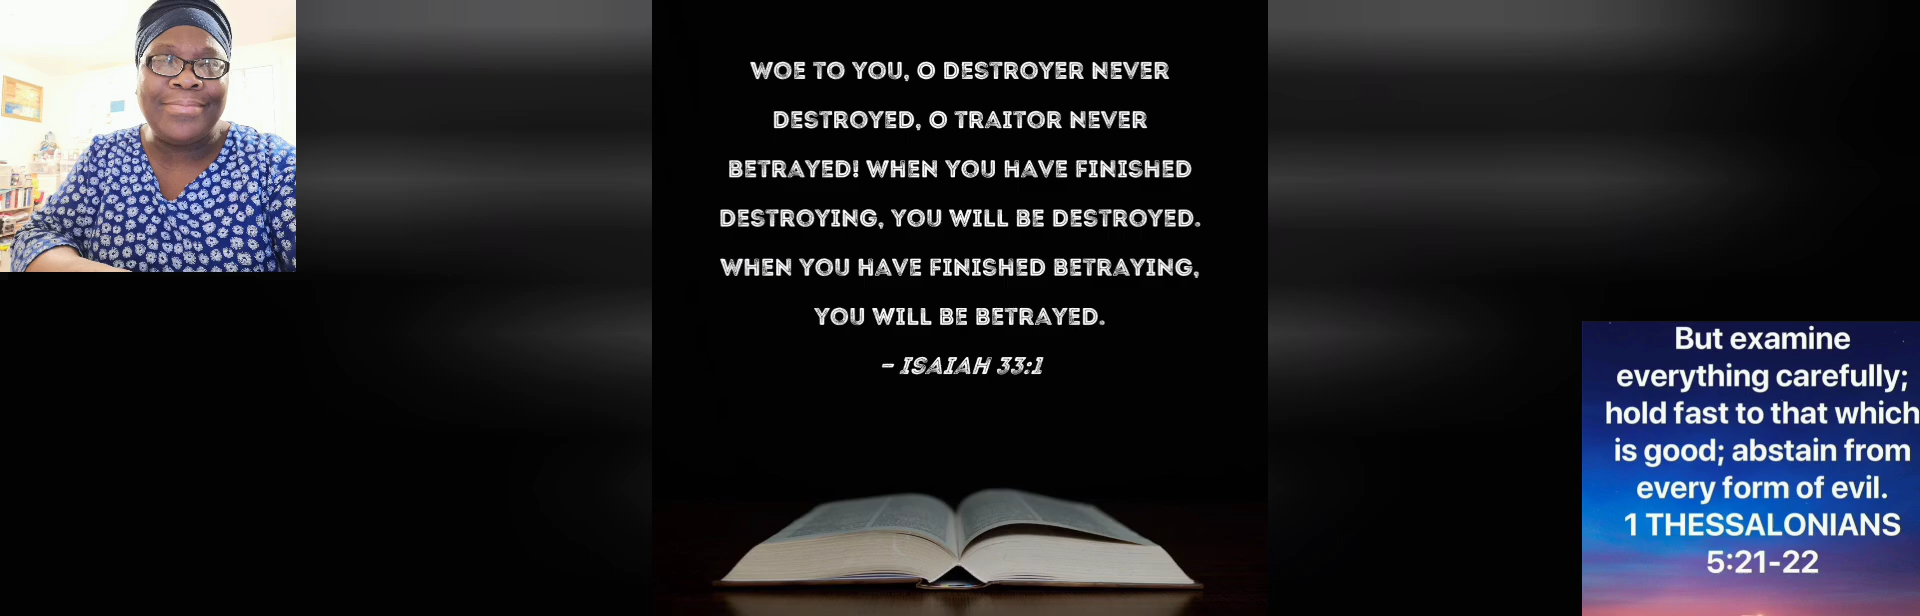 WOE TO YOU, O DESTROYER NEVER
DESTROYED, O TRAITOR NEVER
BETRAYED! WHEN YOU HAVE FINISHED
DESTROYING, YOU WILL BE DESTROYED.
WHEN YOU HAVE FINISHED BETRAYING,
YOU WILL BE BETRAYED.
– ISAIAH 33:1
But examine
everything carefully;
hold fast to that which
is good; abstain from
every form of evil.
1 THESSALONIANS
5:21-22